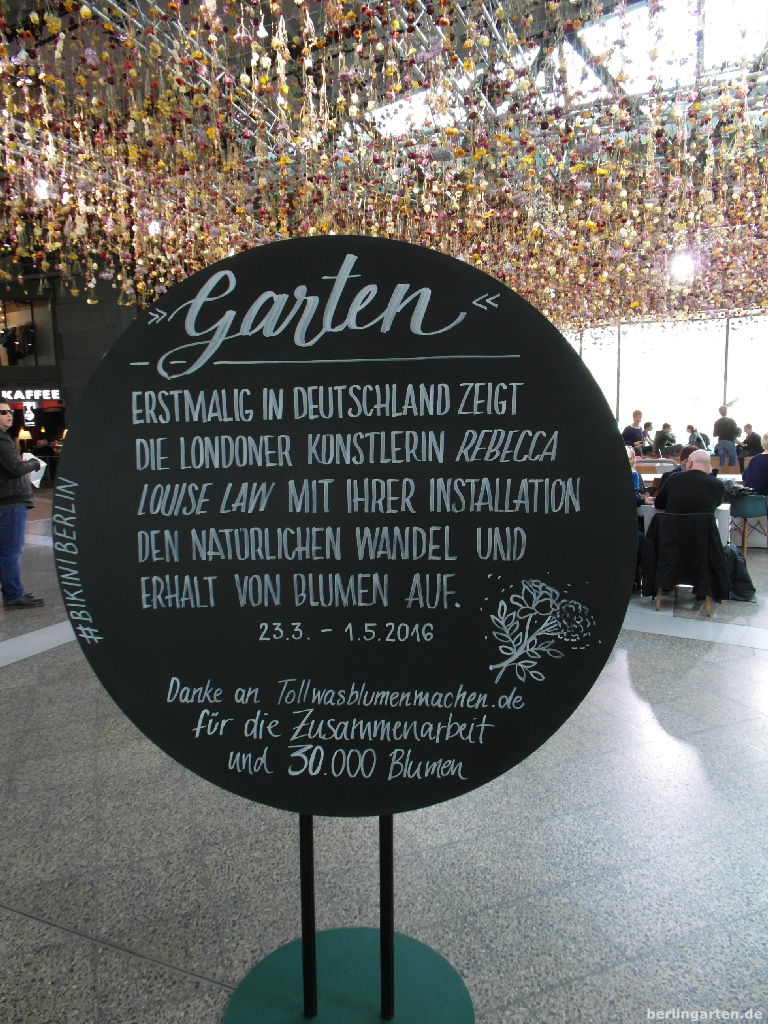 » Garten «
ERSTMALIG IN DEUTSCHLAND ZEIGT
DIE LONDONER KÜNSTLERIN REBECCA
LOUISE LAW MIT IHRER INSTALLATION
DEN NATÜRLICHEN WANDEL UND
ERHALT VON BLUMEN AUF.
23.3. - 1.5.2016
Danke an Tollwasblumenmachen.de
für die Zusammenarbeit
und 30.000 Blumen
#BIKINIBERLIN
KAFFEE
berlingarten.de